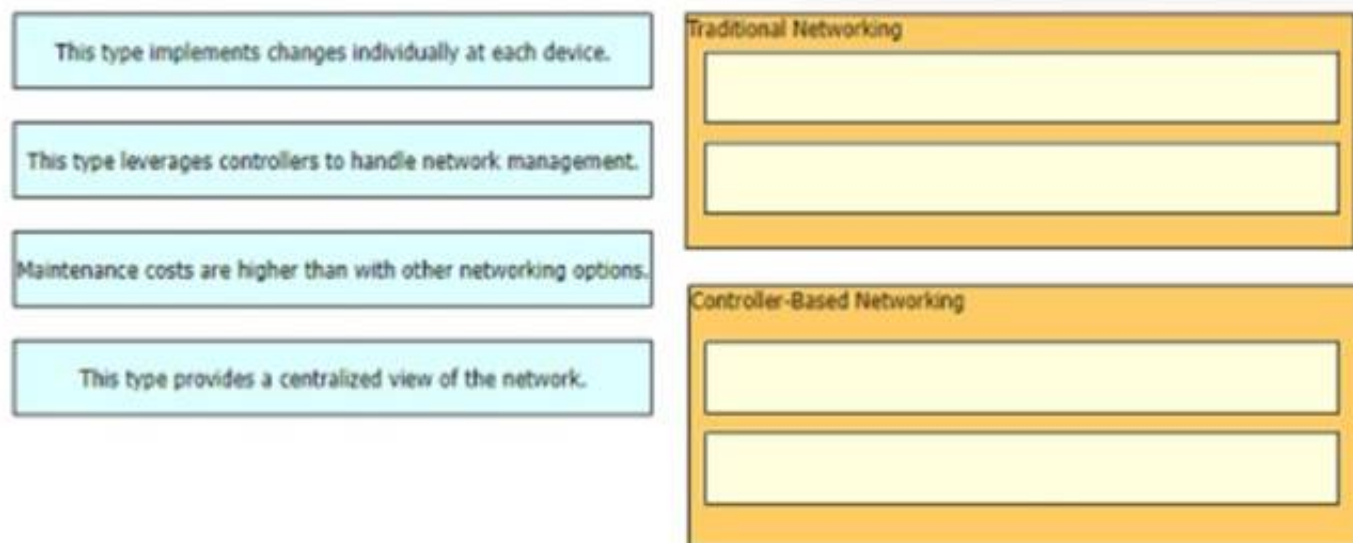 This type implements changes individually at each device.
This type leverages controllers to handle network management.
Maintenance costs are higher than with other networking options.
This type provides a centralized view of the network.
Traditional Networking
Controller-Based Networking